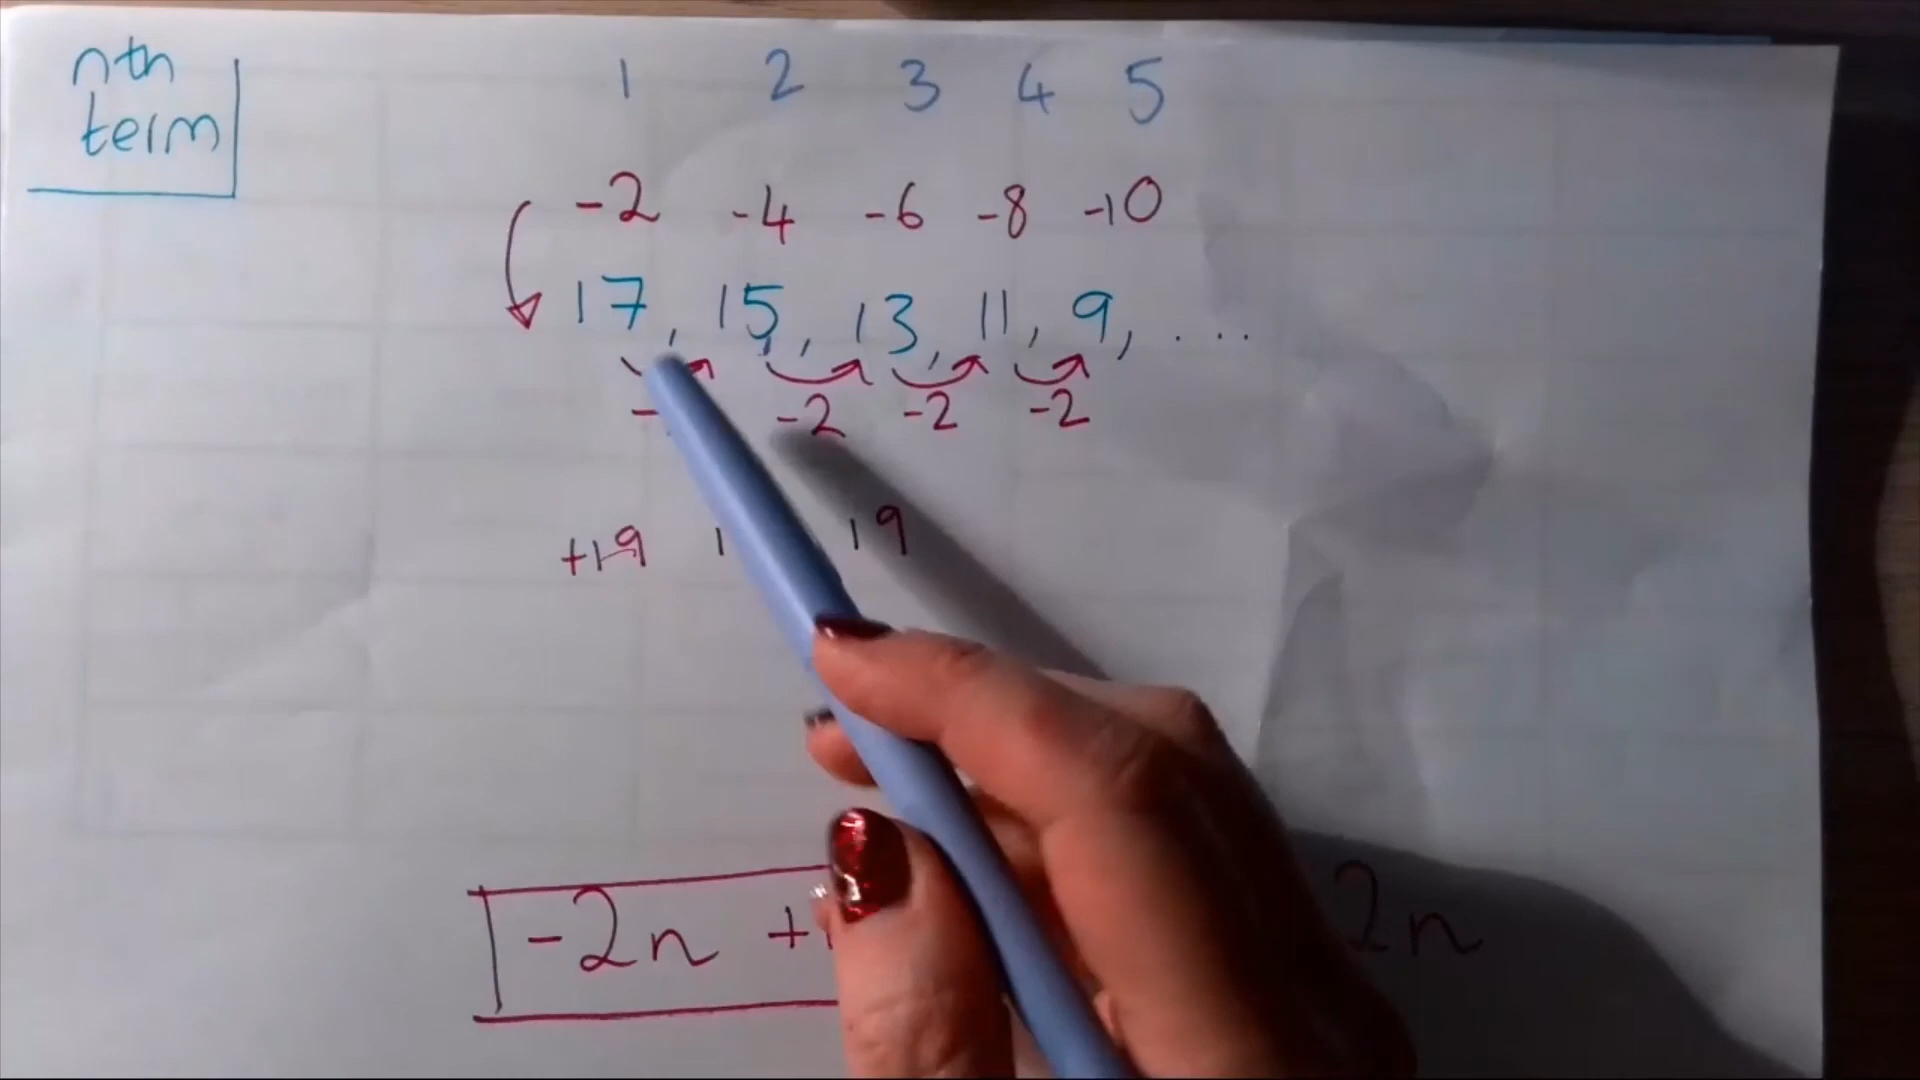 nth
term
1 2 3 4 5
-2 -4 -6 -8 -10
17, 15, 13, 11, 9, ....
-2 -2 -2
+19 19
-2n + 2n